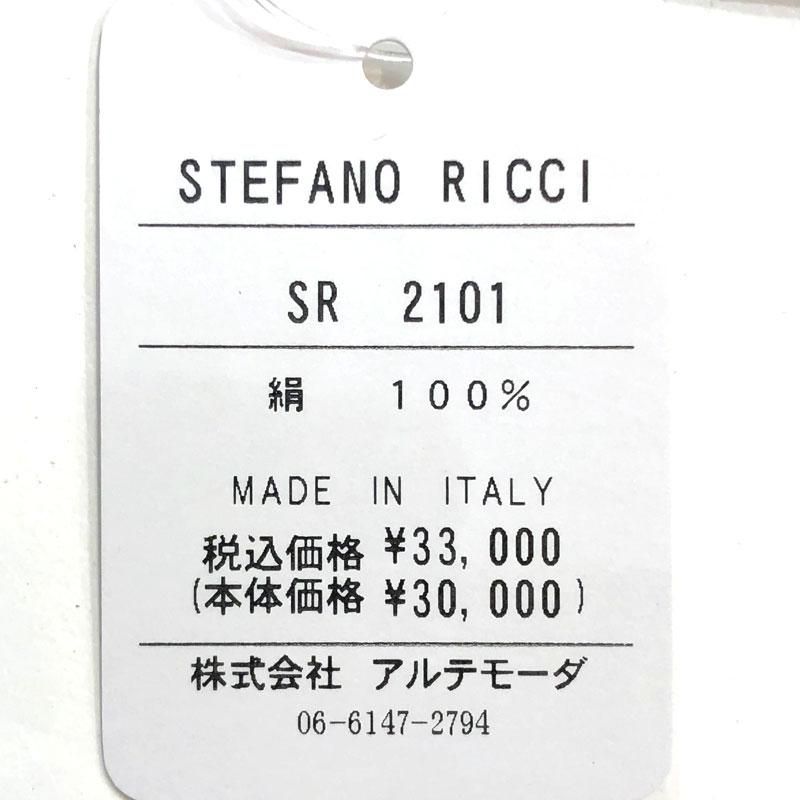 STEFANO RICCI
SR 2101
絹 100%
MADE IN ITALY
税込価格 ¥33,000
(本体価格 ¥30,000)
株式会社 アルテモーダ
06-6147-2794